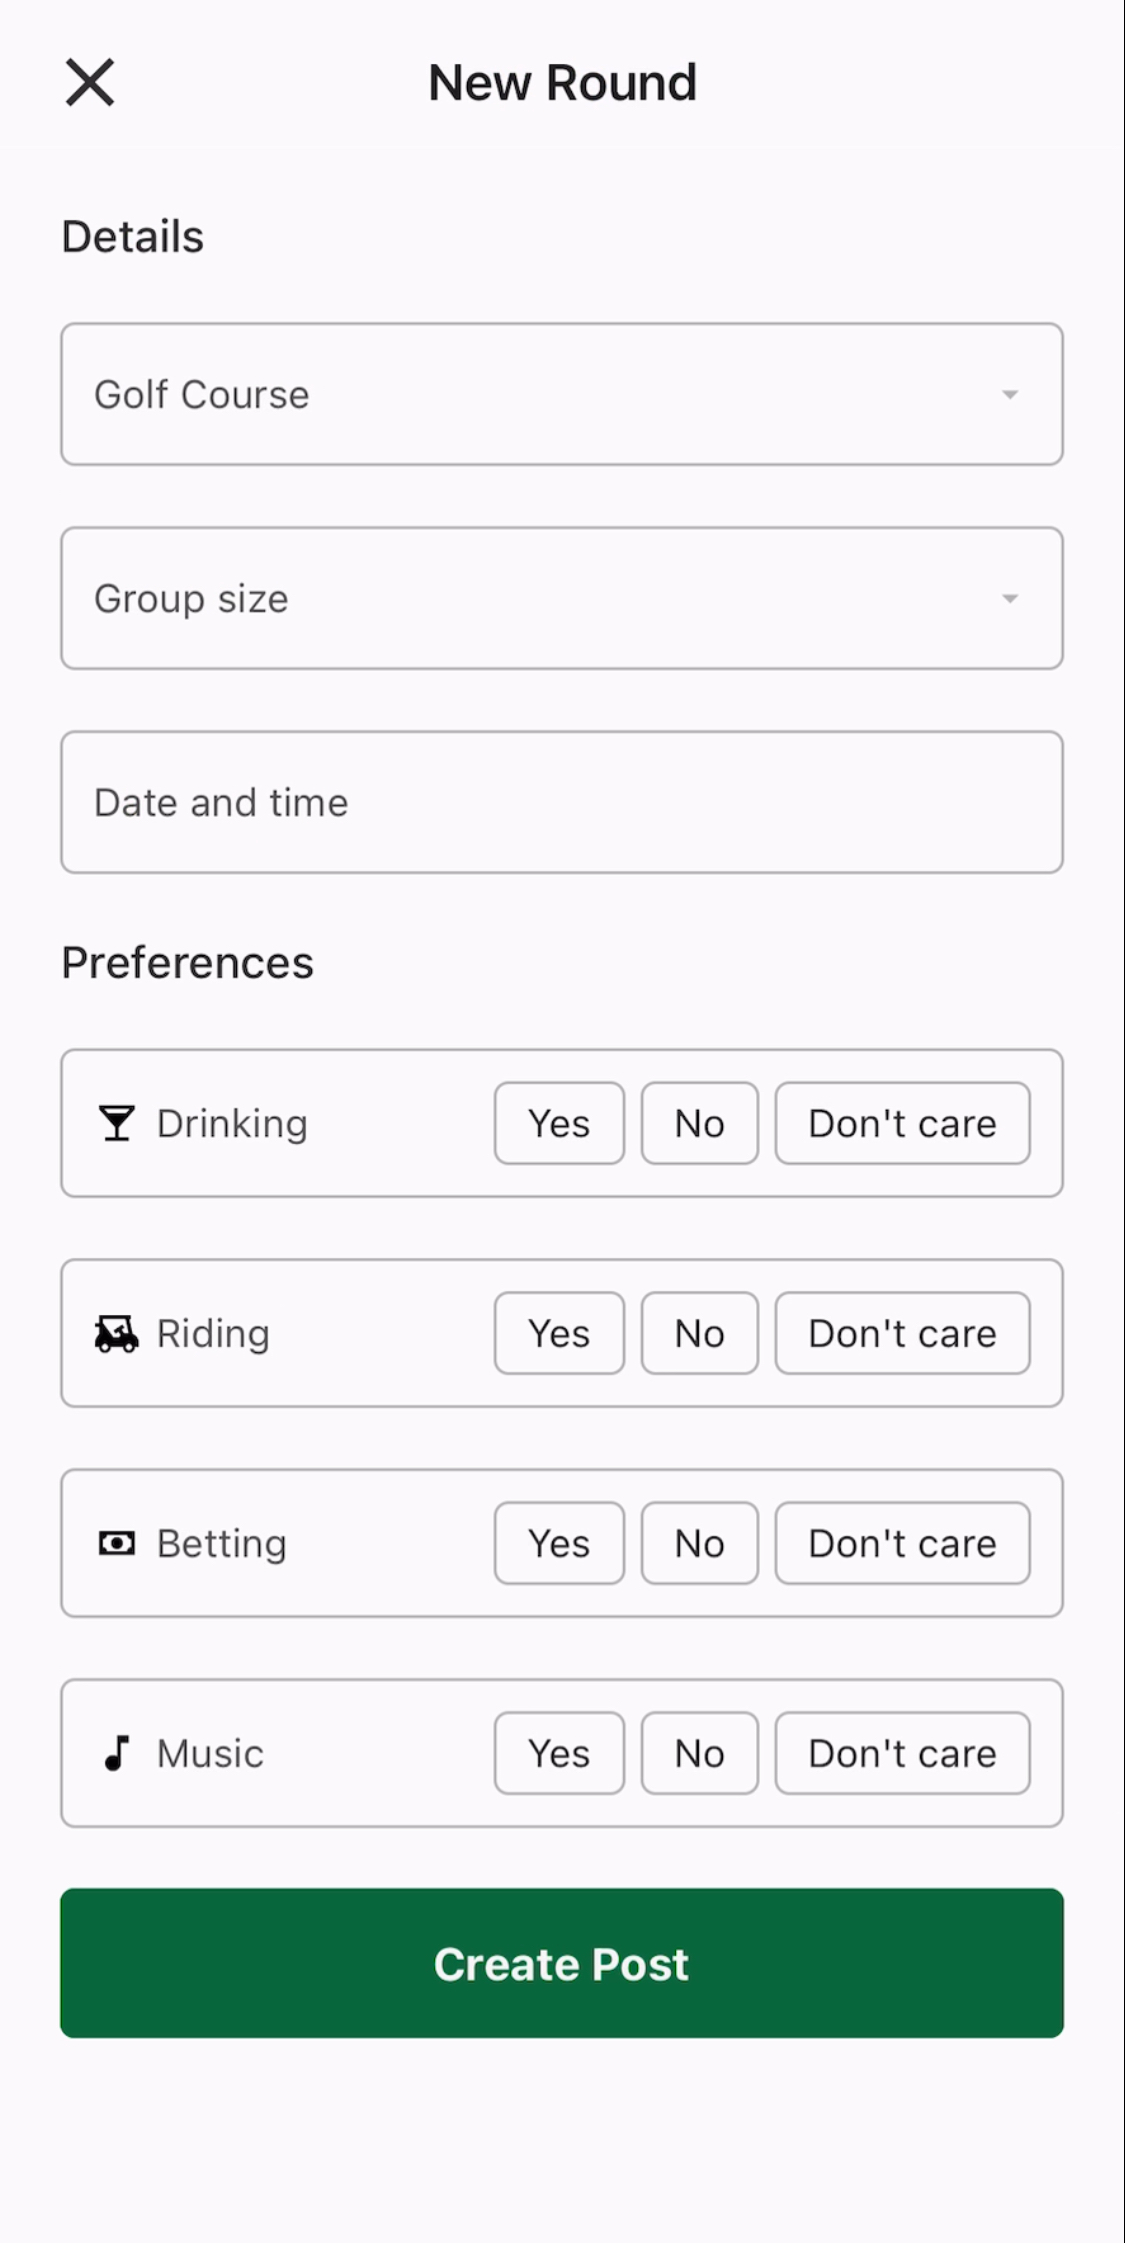 New Round
Details
Golf Course
Group size
Date and time
Preferences
Drinking Yes No Don't care
Riding Yes No Don't care
Betting Yes No Don't care
Music Yes No Don't care
Create Post